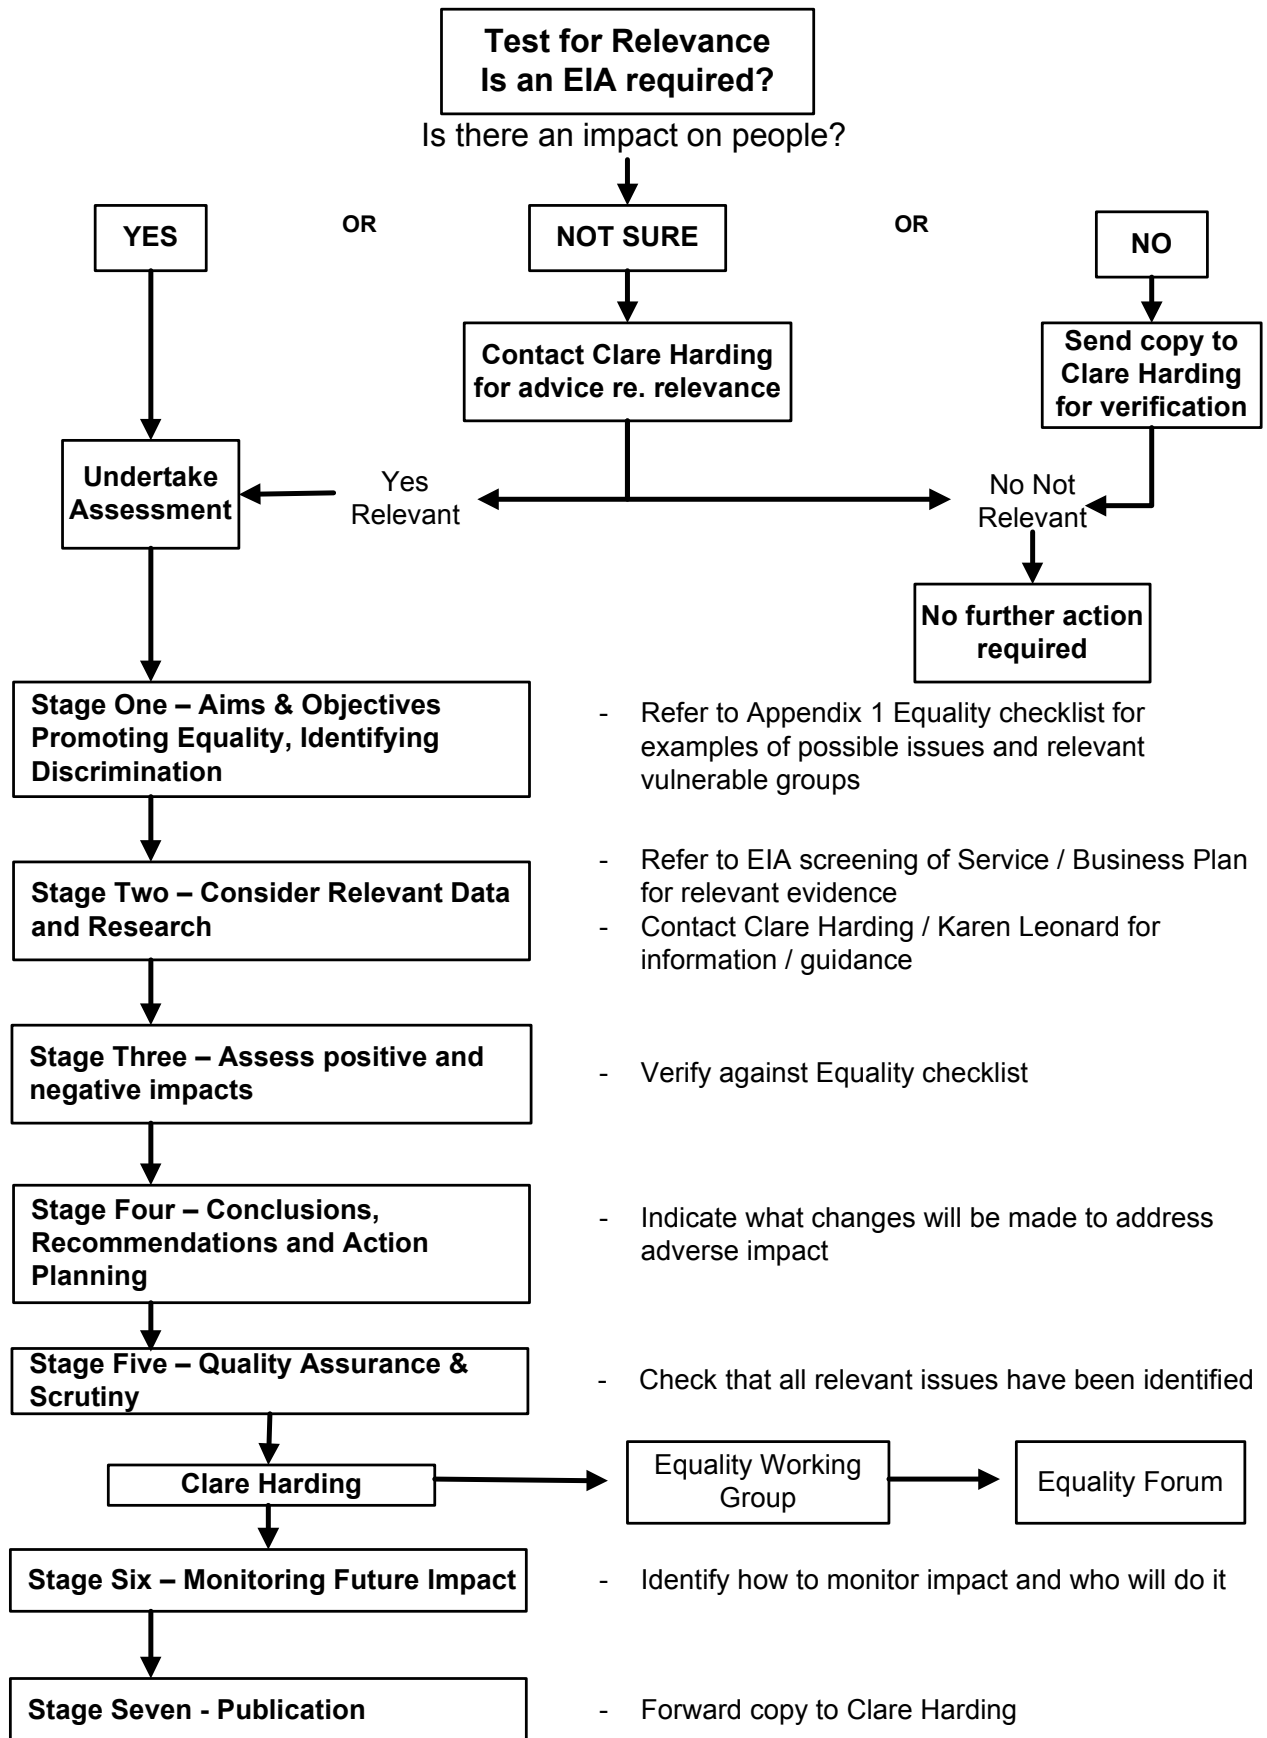 Test for Relevance
Is an EIA required?
Is there an impact on people?
YES
OR
NOT SURE
OR
NO
Contact Clare Harding
for advice re. relevance
Send copy to
Clare Harding
for verification
Undertake
Assessment
Yes
Relevant
No Not
Relevant
No further action
required
Stage One – Aims & Objectives
Promoting Equality, Identifying
Discrimination
- Refer to Appendix 1 Equality checklist for
examples of possible issues and relevant
vulnerable groups
Stage Two – Consider Relevant Data
and Research
- Refer to EIA screening of Service / Business Plan
for relevant evidence
- Contact Clare Harding / Karen Leonard for
information / guidance
Stage Three – Assess positive and
negative impacts
- Verify against Equality checklist
Stage Four – Conclusions,
Recommendations and Action
Planning
- Indicate what changes will be made to address
adverse impact
Stage Five – Quality Assurance &
Scrutiny
- Check that all relevant issues have been identified
Clare Harding
Equality Working
Group
Equality Forum
Stage Six – Monitoring Future Impact
- Identify how to monitor impact and who will do it
Stage Seven - Publication
- Forward copy to Clare Harding